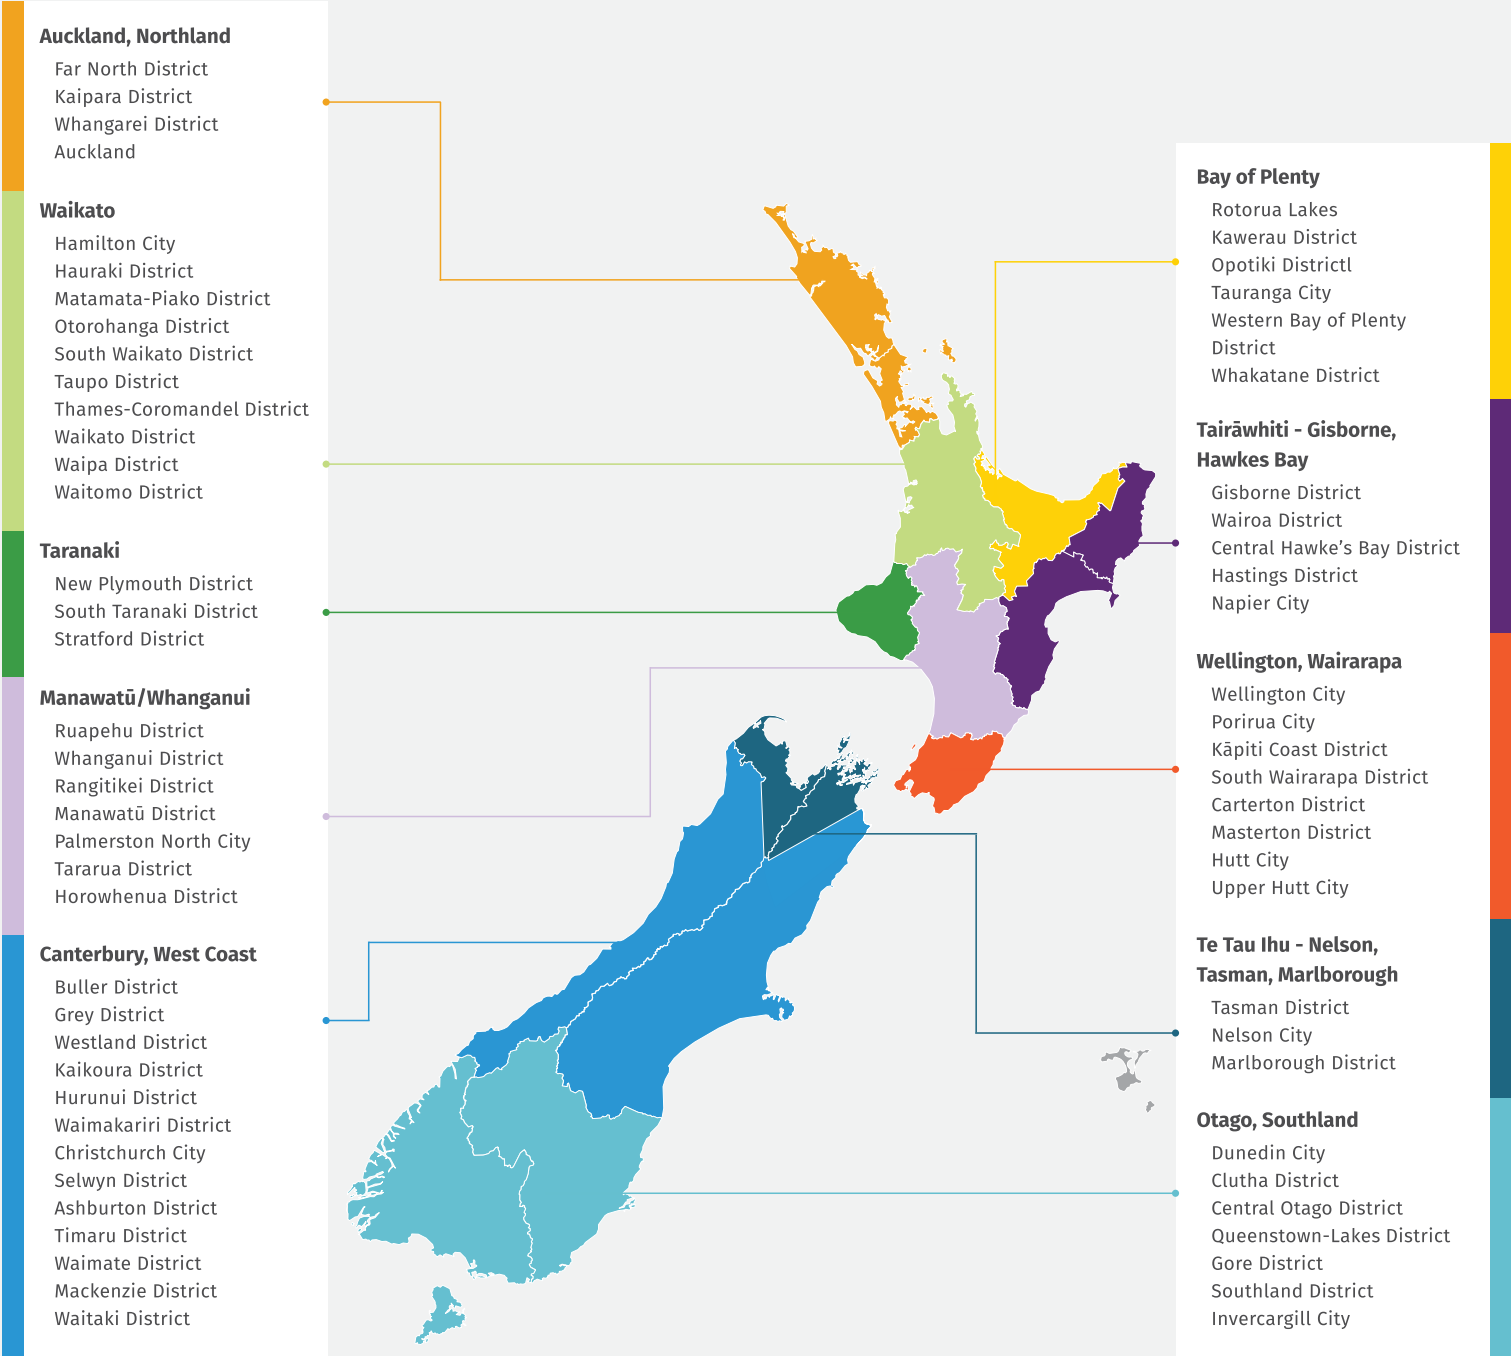 Auckland, Northland
Far North District
Kaipara District
Whangarei District
Auckland
Waikato
Hamilton City
Hauraki District
Matamata-Piako District
Otorohanga District
South Waikato District
Taupo District
Thames-Coromandel District
Waikato District
Waipa District
Waitomo District
Taranaki
New Plymouth District
South Taranaki District
Stratford District
Manawatū/Whanganui
Ruapehu District
Whanganui District
Rangitikei District
Manawatū District
Palmerston North City
Tararua District
Horowhenua District
Canterbury, West Coast
Buller District
Grey District
Westland District
Kaikoura District
Hurunui District
Waimakariri District
Christchurch City
Selwyn District
Ashburton District
Timaru District
Waimate District
Mackenzie District
Waitaki District
Bay of Plenty
Rotorua Lakes
Kawerau District
Opotiki Districtl
Tauranga City
Western Bay of Plenty
District
Whakatane District
Tairāwhiti - Gisborne,
Hawkes Bay
Gisborne District
Wairoa District
Central Hawke’s Bay District
Hastings District
Napier City
Wellington, Wairarapa
Wellington City
Porirua City
Kāpiti Coast District
South Wairarapa District
Carterton District
Masterton District
Hutt City
Upper Hutt City
Te Tau Ihu - Nelson,
Tasman, Marlborough
Tasman District
Nelson City
Marlborough District
Otago, Southland
Dunedin City
Clutha District
Central Otago District
Queenstown-Lakes District
Gore District
Southland District
Invercargill City